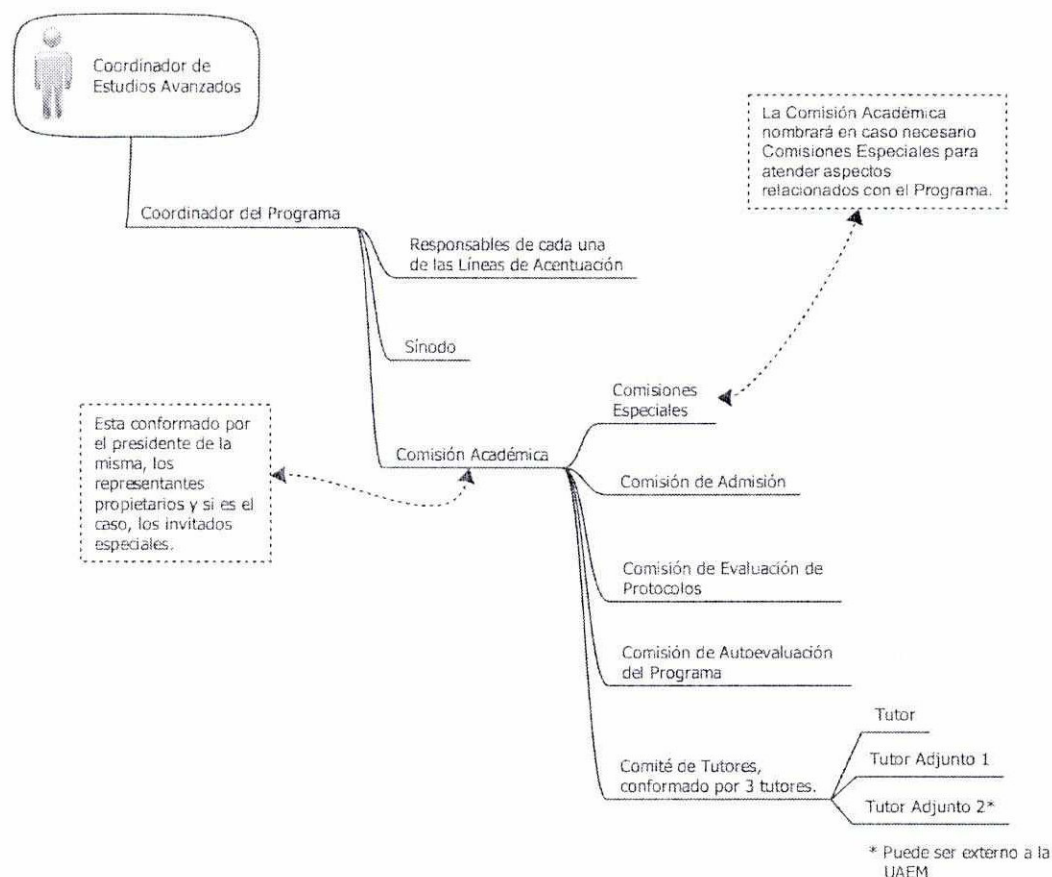 Coordinador de
Estudios Avanzados
La Comisión Académica
nombrará en caso necesario
Comisiones Especiales para
atender aspectos
relacionados con el Programa.
Coordinador del Programa
Responsables de cada una
de las Líneas de Acentuación
Sínodo
Comisiones
Especiales
Esta conformado por
el presidente de la
misma, los
representantes
propietarios y si es el
caso, los invitados
especiales.
Comisión Académica
Comisión de Admisión
Comisión de Evaluación de
Protocolos
Comisión de Autoevaluación
del Programa
Comité de Tutores,
conformado por 3 tutores.
Tutor
Tutor Adjunto 1
Tutor Adjunto 2*
* Puede ser externo a la
UAEM